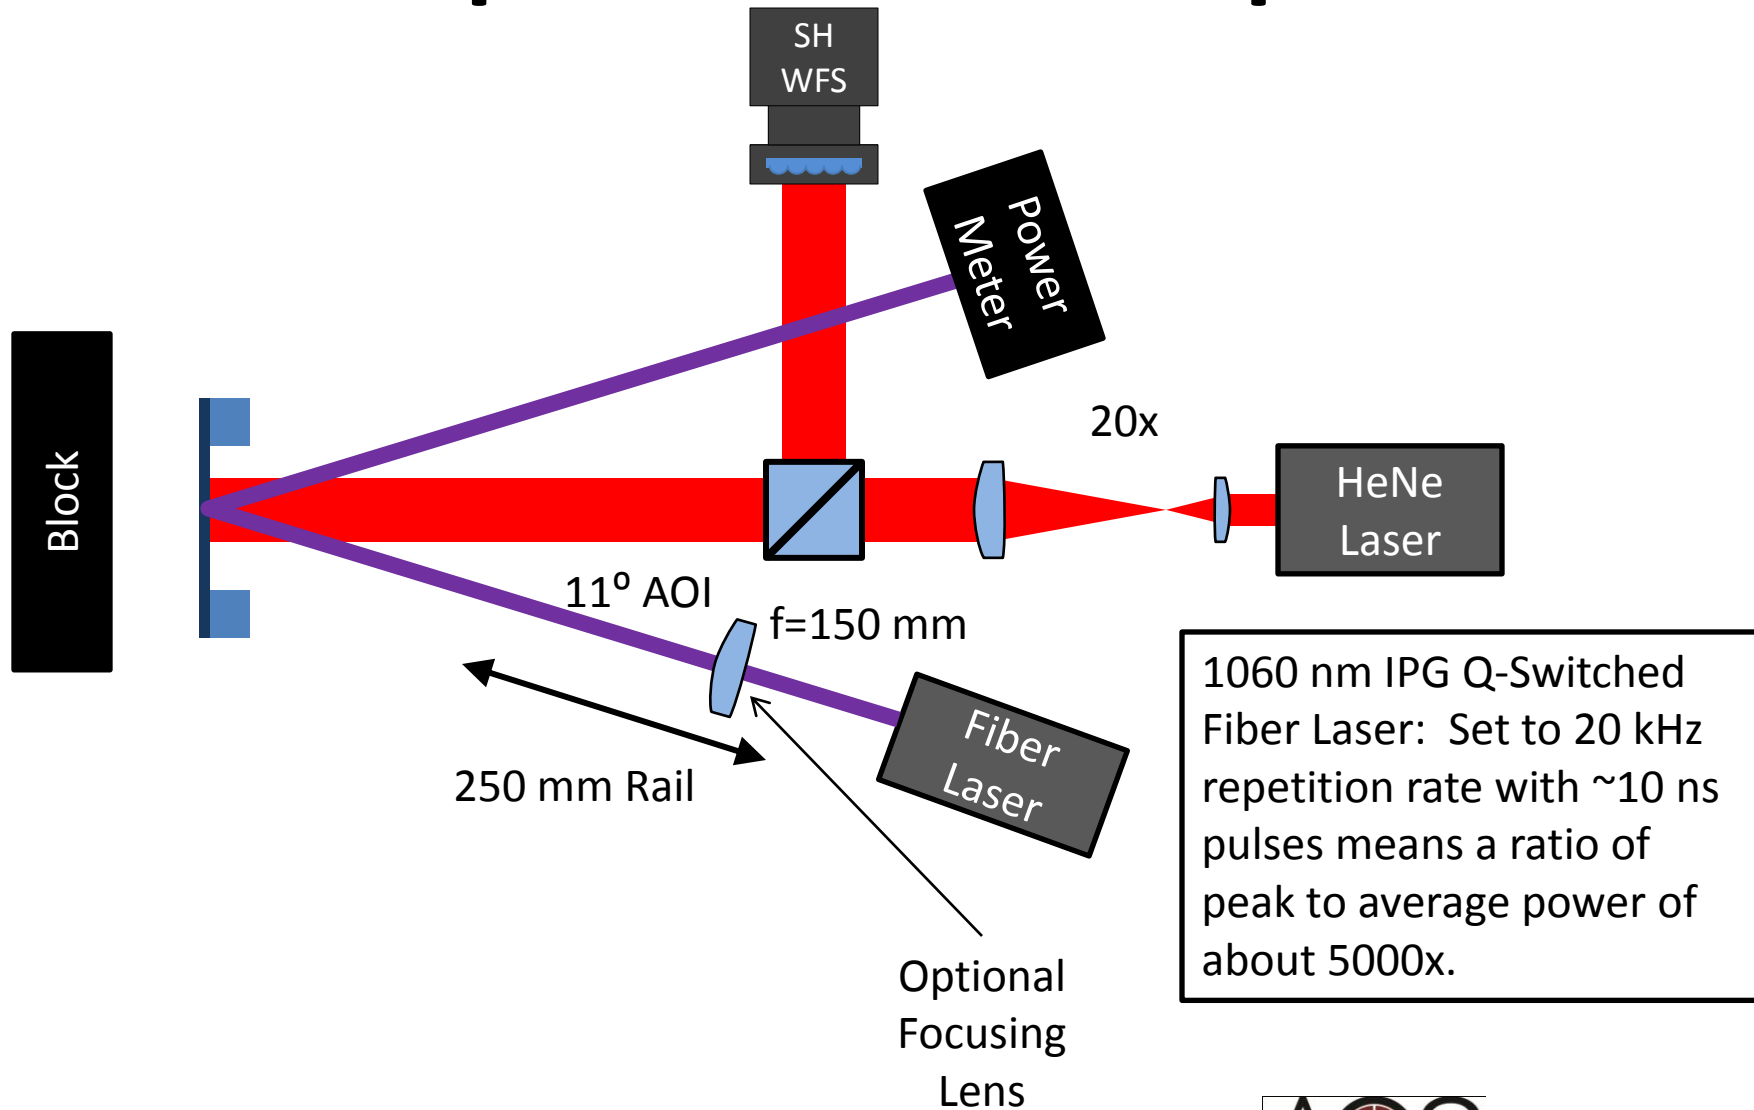 SH
WFS
Power
Meter
20x
HeNe
Laser
Block
11⁰ AOI
f=150 mm
250 mm Rail
Fiber
Laser
1060 nm IPG Q-Switched
Fiber Laser:  Set to 20 kHz
repetition rate with ~10 ns
pulses means a ratio of
peak to average power of
about 5000x.
Optional
Focusing
Lens